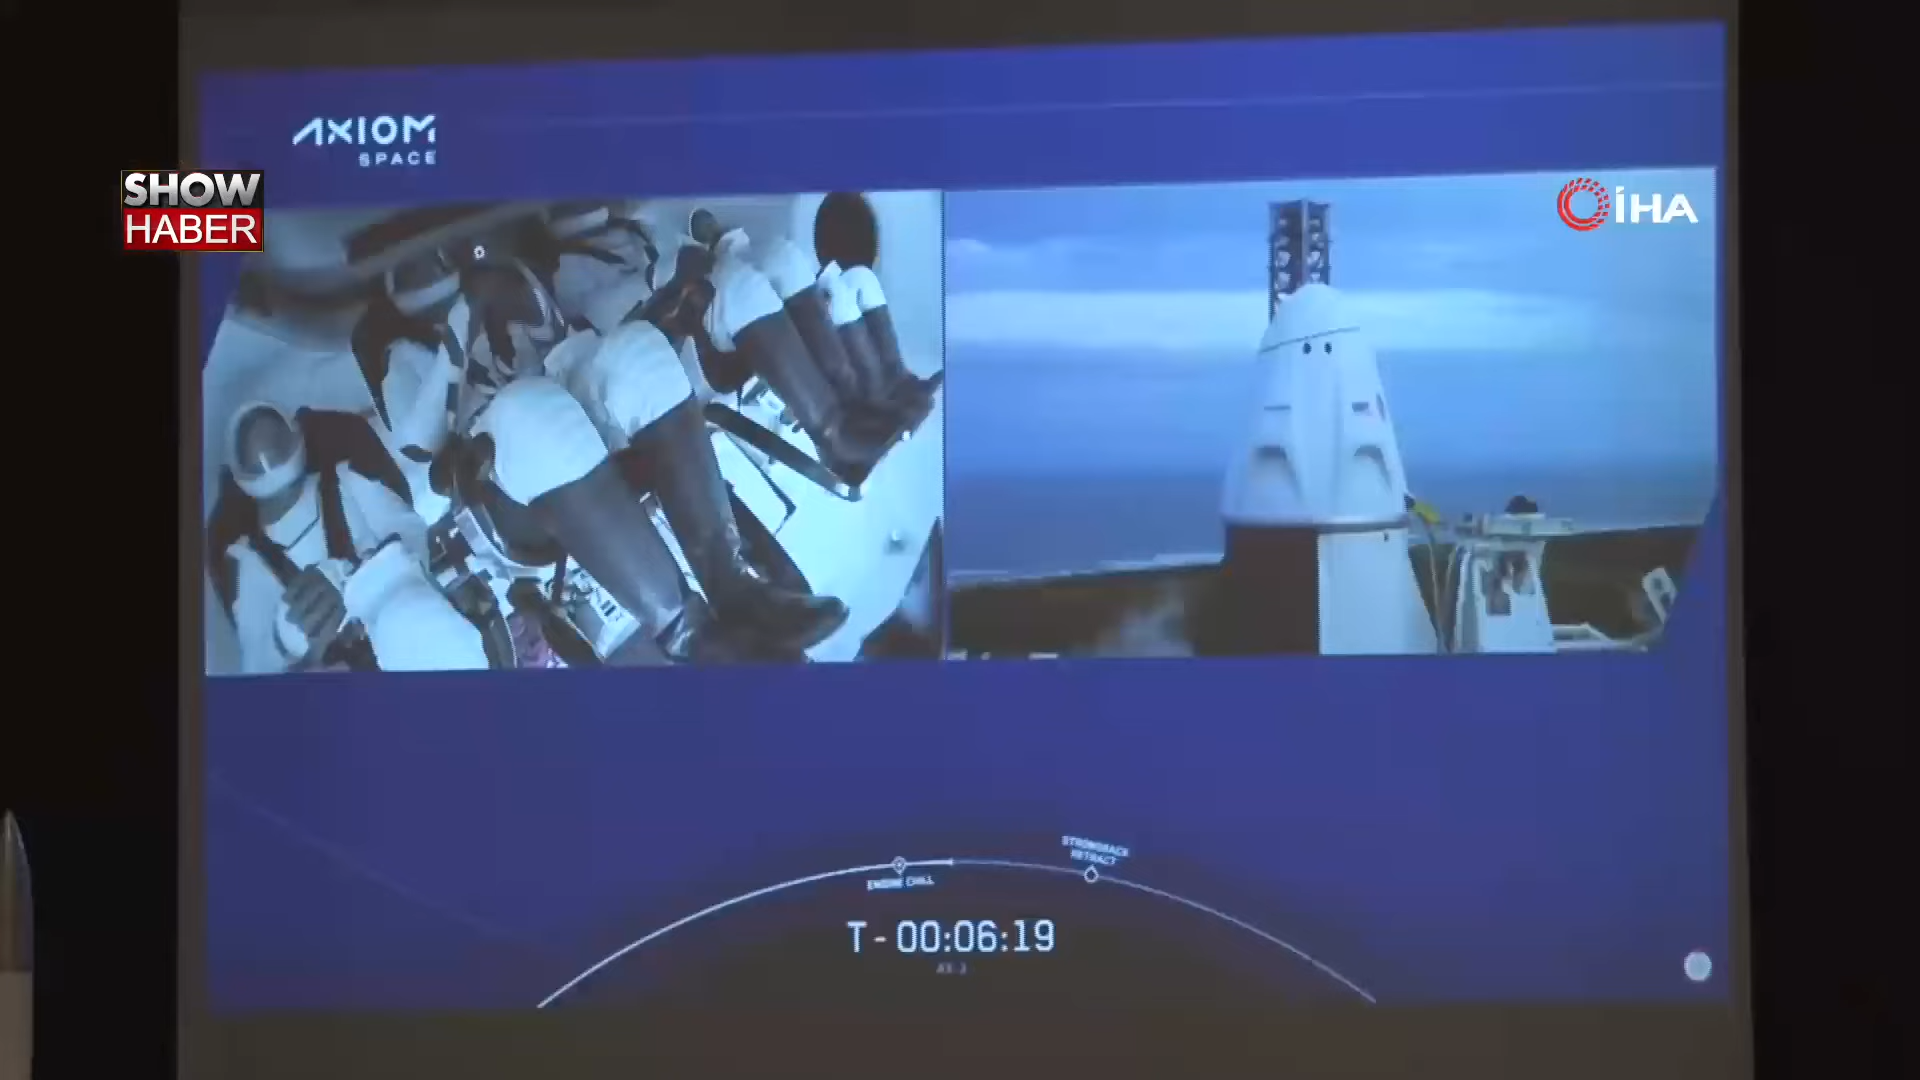 AXIOM
SPACE
SHOW
HABER
İHA
STRONGBACK
RETRACT
ENGINE CHILL
T - 00:06:19